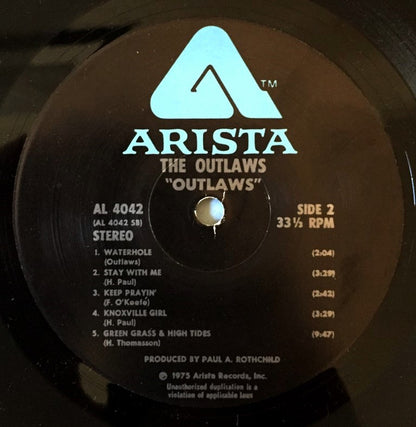 TM
ARISTA
THE OUTLAWS
"OUTLAWS"
AL 4042 SIDE 2
(AL 4042 SB) 33⅓ RPM
STEREO
1. WATERHOLE (2:04)
(Outlaws)
2. STAY WITH ME (3:29)
(H. Paul)
3. KEEP PRAYIN' (2:42)
(F. O'Keefe)
4. KNOXVILLE GIRL (3:29)
(H. Paul)
5. GREEN GRASS & HIGH TIDES (9:47)
(H. Thomasson)
PRODUCED BY PAUL A. ROTHCHILD
℗ 1975 Arista Records, Inc.
Unauthorized duplication is a
violation of applicable laws